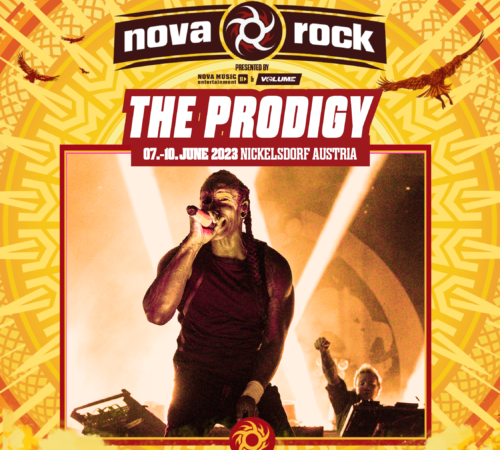 nova rock
PRESENTED BY
NOVA MUSIC entertainment & VOLUME
THE PRODIGY
07.-10. JUNE 2023 NICKELSDORF AUSTRIA